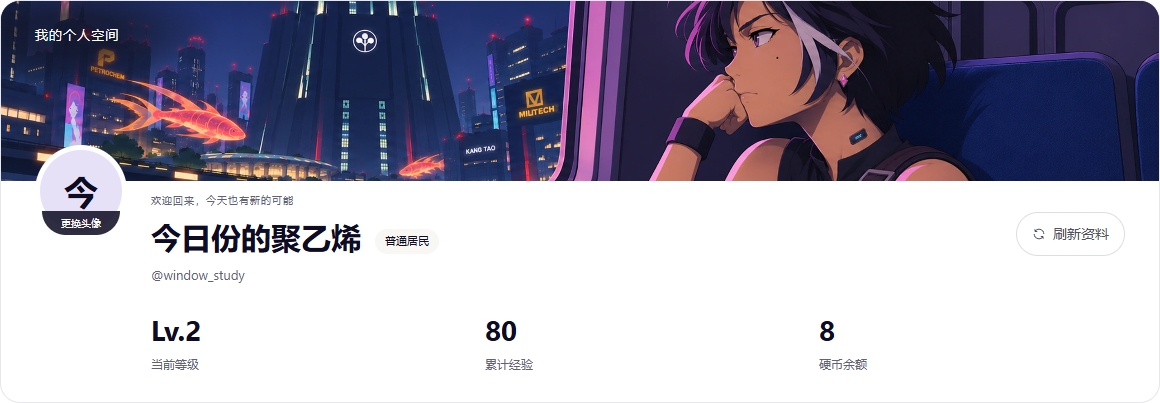 我的个人空间
PETROCHEM
MILITECH
KANG TAO
今
更换头像
欢迎回来，今天也有新的可能
今日份的聚乙烯 普通居民
@window_study
刷新资料
Lv.2 80 8
当前等级 累计经验 硬币余额